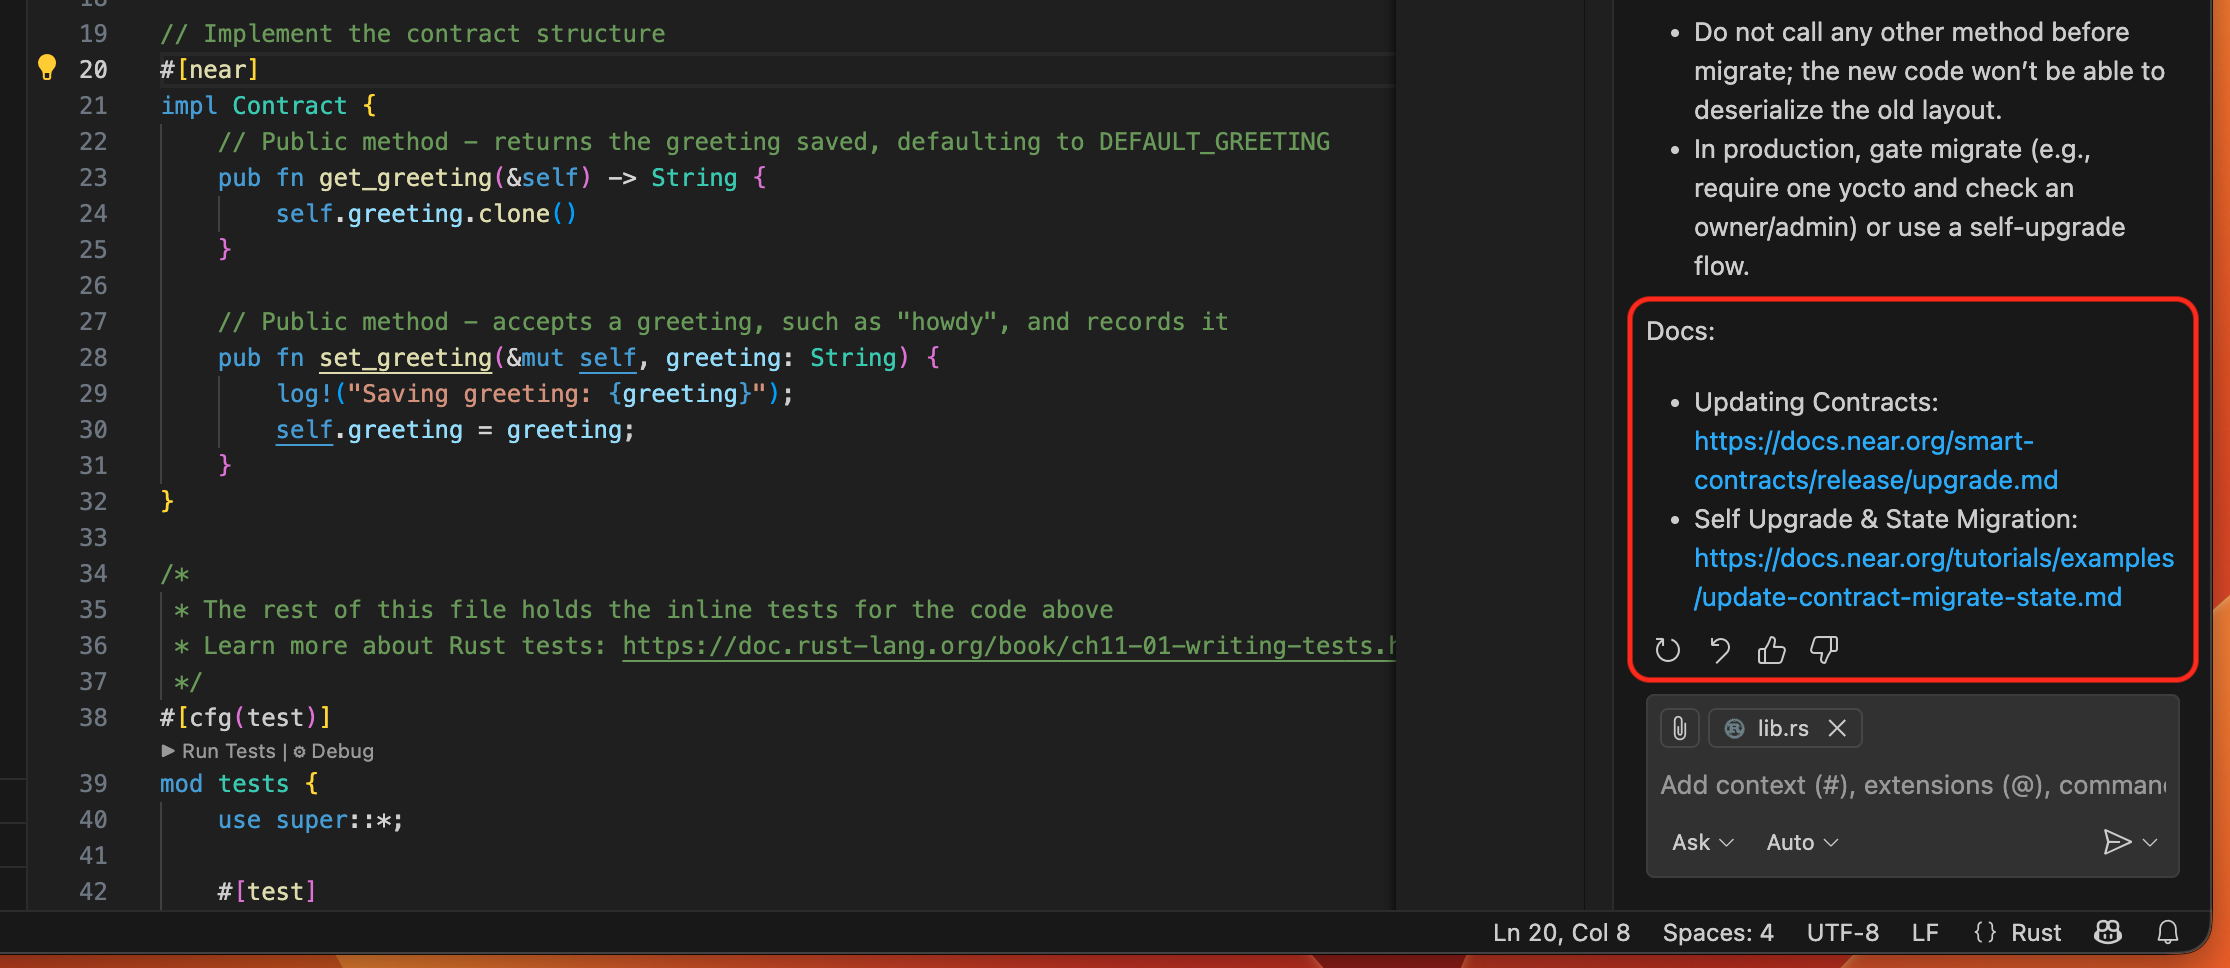 18
19 // Implement the contract structure
20 #[near]
21 impl Contract {
22 // Public method – returns the greeting saved, defaulting to DEFAULT_GREETING
23 pub fn get_greeting(&self) -> String {
24 self.greeting.clone()
25 }
26
27 // Public method – accepts a greeting, such as "howdy", and records it
28 pub fn set_greeting(&mut self, greeting: String) {
29 log!("Saving greeting: {greeting}");
30 self.greeting = greeting;
31 }
32 }
33
34 /*
35 * The rest of this file holds the inline tests for the code above
36 * Learn more about Rust tests: https://doc.rust-lang.org/book/ch11-01-writing-tests.h
37 */
38 #[cfg(test)]
Run Tests | Debug
39 mod tests {
40 use super::*;
41
42 #[test]
• Do not call any other method before
migrate; the new code won’t be able to
deserialize the old layout.
• In production, gate migrate (e.g.,
require one yocto and check an
owner/admin) or use a self-upgrade
flow.
Docs:
• Updating Contracts:
https://docs.near.org/smart-
contracts/release/upgrade.md
• Self Upgrade & State Migration:
https://docs.near.org/tutorials/examples
/update-contract-migrate-state.md
lib.rs
Add context (#), extensions (@), comman
Ask Auto
Ln 20, Col 8 Spaces: 4 UTF-8 LF {} Rust